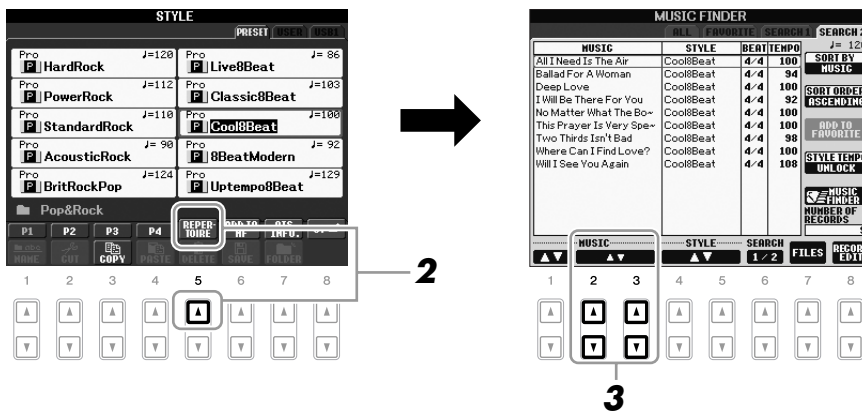 STYLE
PRESET USER USB1
Pro ♩=120 Pro ♩= 86
P HardRock P Live8Beat
Pro ♩=112 Pro ♩=103
P PowerRock P Classic8Beat
Pro ♩=110 Pro ♩=100
P StandardRock P Cool8Beat
Pro ♩= 90 Pro ♩= 92
P AcousticRock P 8BeatModern
Pro ♩=124 Pro ♩=129
P BritRockPop P Uptempo8Beat
Pop&Rock
P1 P2 P3 P4 REPER-TOIRE ADD TO MF INFO.
NAME CUT COPY PASTE DELETE SAVE FOLDER
1 2 3 4 5 6 7 8
2
MUSIC FINDER
ALL FAVORITE SEARCH 1 SEARCH 2
MUSIC STYLE BEAT TEMPO
All I Need Is The Air Cool8Beat 4/4 100
Ballad For A Woman Cool8Beat 4/4 94
Deep Love Cool8Beat 4/4 100
I Will Be There For You Cool8Beat 4/4 92
No Matter What The Bo~ Cool8Beat 4/4 100
This Prayer Is Very Spe~ Cool8Beat 4/4 100
Two Thirds Isn't Bad Cool8Beat 4/4 98
Where Can I Find Love? Cool8Beat 4/4 100
Will I See You Again Cool8Beat 4/4 108
♩= 120
SORT BY
MUSIC
SORT ORDER
ASCENDING
ADD TO
FAVORITE
STYLE TEMPO
UNLOCK
MUSIC
FINDER
NUMBER OF
RECORDS
MUSIC STYLE SEARCH
1/2 FILES RECORD EDIT
1 2 3 4 5 6 7 8
3